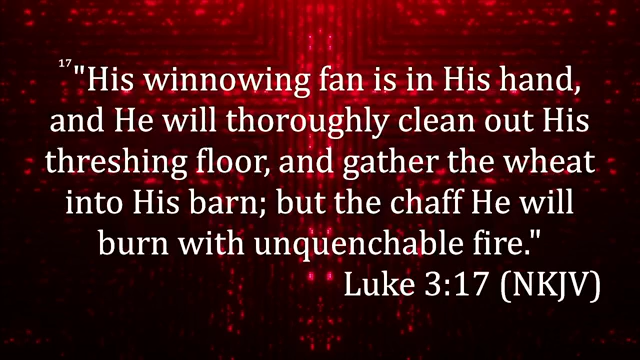 17"His winnowing fan is in His hand,
and He will thoroughly clean out His
threshing floor, and gather the wheat
into His barn; but the chaff He will
burn with unquenchable fire."
Luke 3:17 (NKJV)